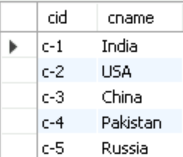 cid cname
c-1 India
c-2 USA
c-3 China
c-4 Pakistan
c-5 Russia